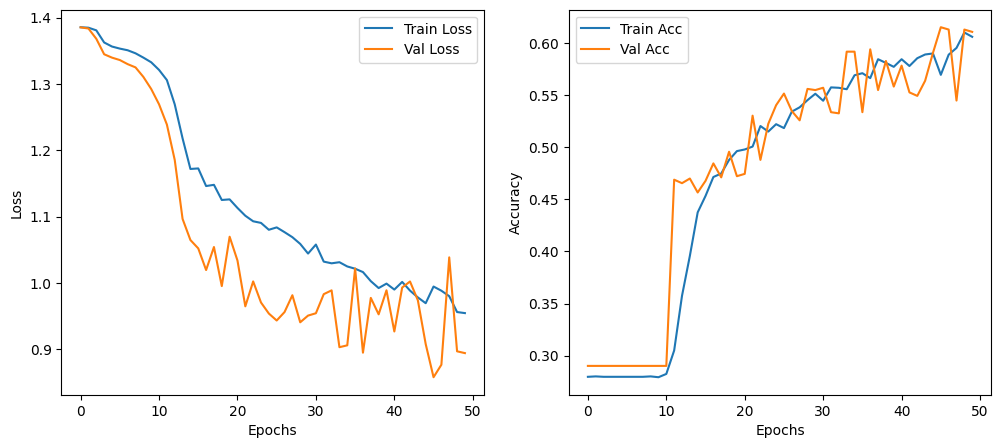 1.4
1.3
1.2
1.1
1.0
0.9
Loss
0 10 20 30 40 50
Epochs
Train Loss
Val Loss
0.60
0.55
0.50
0.45
0.40
0.35
0.30
Accuracy
0 10 20 30 40 50
Epochs
Train Acc
Val Acc